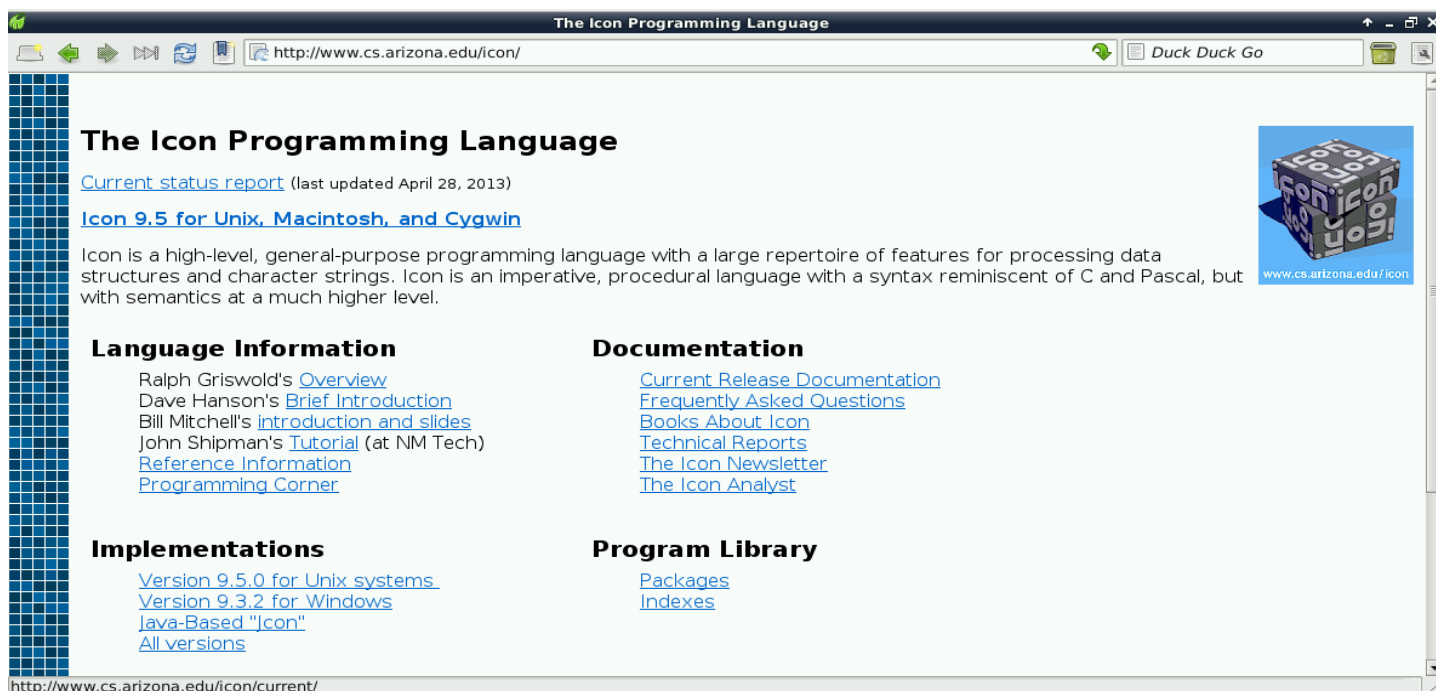 The Icon Programming Language
http://www.cs.arizona.edu/icon/
Duck Duck Go
The Icon Programming Language
Current status report (last updated April 28, 2013)
Icon 9.5 for Unix, Macintosh, and Cygwin
Icon is a high-level, general-purpose programming language with a large repertoire of features for processing data
structures and character strings. Icon is an imperative, procedural language with a syntax reminiscent of C and Pascal, but
with semantics at a much higher level.
icon
icon
icon
www.cs.arizona.edu/icon
Language Information
Ralph Griswold's Overview
Dave Hanson's Brief Introduction
Bill Mitchell's introduction and slides
John Shipman's Tutorial (at NM Tech)
Reference Information
Programming Corner
Documentation
Current Release Documentation
Frequently Asked Questions
Books About Icon
Technical Reports
The Icon Newsletter
The Icon Analyst
Implementations
Version 9.5.0 for Unix systems
Version 9.3.2 for Windows
Java-Based "Jcon"
All versions
Program Library
Packages
Indexes
http://www.cs.arizona.edu/icon/current/